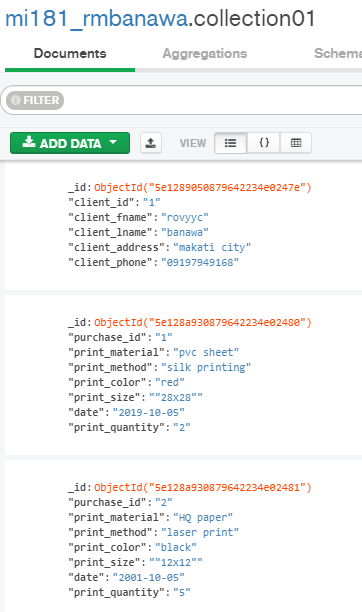 mi181_rmbanawa.collection01
Documents Aggregations Schema
FILTER
ADD DATA VIEW { }
_id: ObjectId("5e1289050879642234e0247e")
"client_id": "1"
"client_fname": "rovyyc"
"client_lname": "banawa"
"client_address": "makati city"
"client_phone": "09197949168"
_id: ObjectId("5e128a930879642234e02480")
"purchase_id": "1"
"print_material": "pvc sheet"
"print_method": "silk printing"
"print_color": "red"
"print_size": ""28x28""
"date": "2019-10-05"
"print_quantity": "2"
_id: ObjectId("5e128a930879642234e02481")
"purchase_id": "2"
"print_material": "HQ paper"
"print_method": "laser print"
"print_color": "black"
"print_size": ""12x12""
"date": "2001-10-05"
"print_quantity": "5"